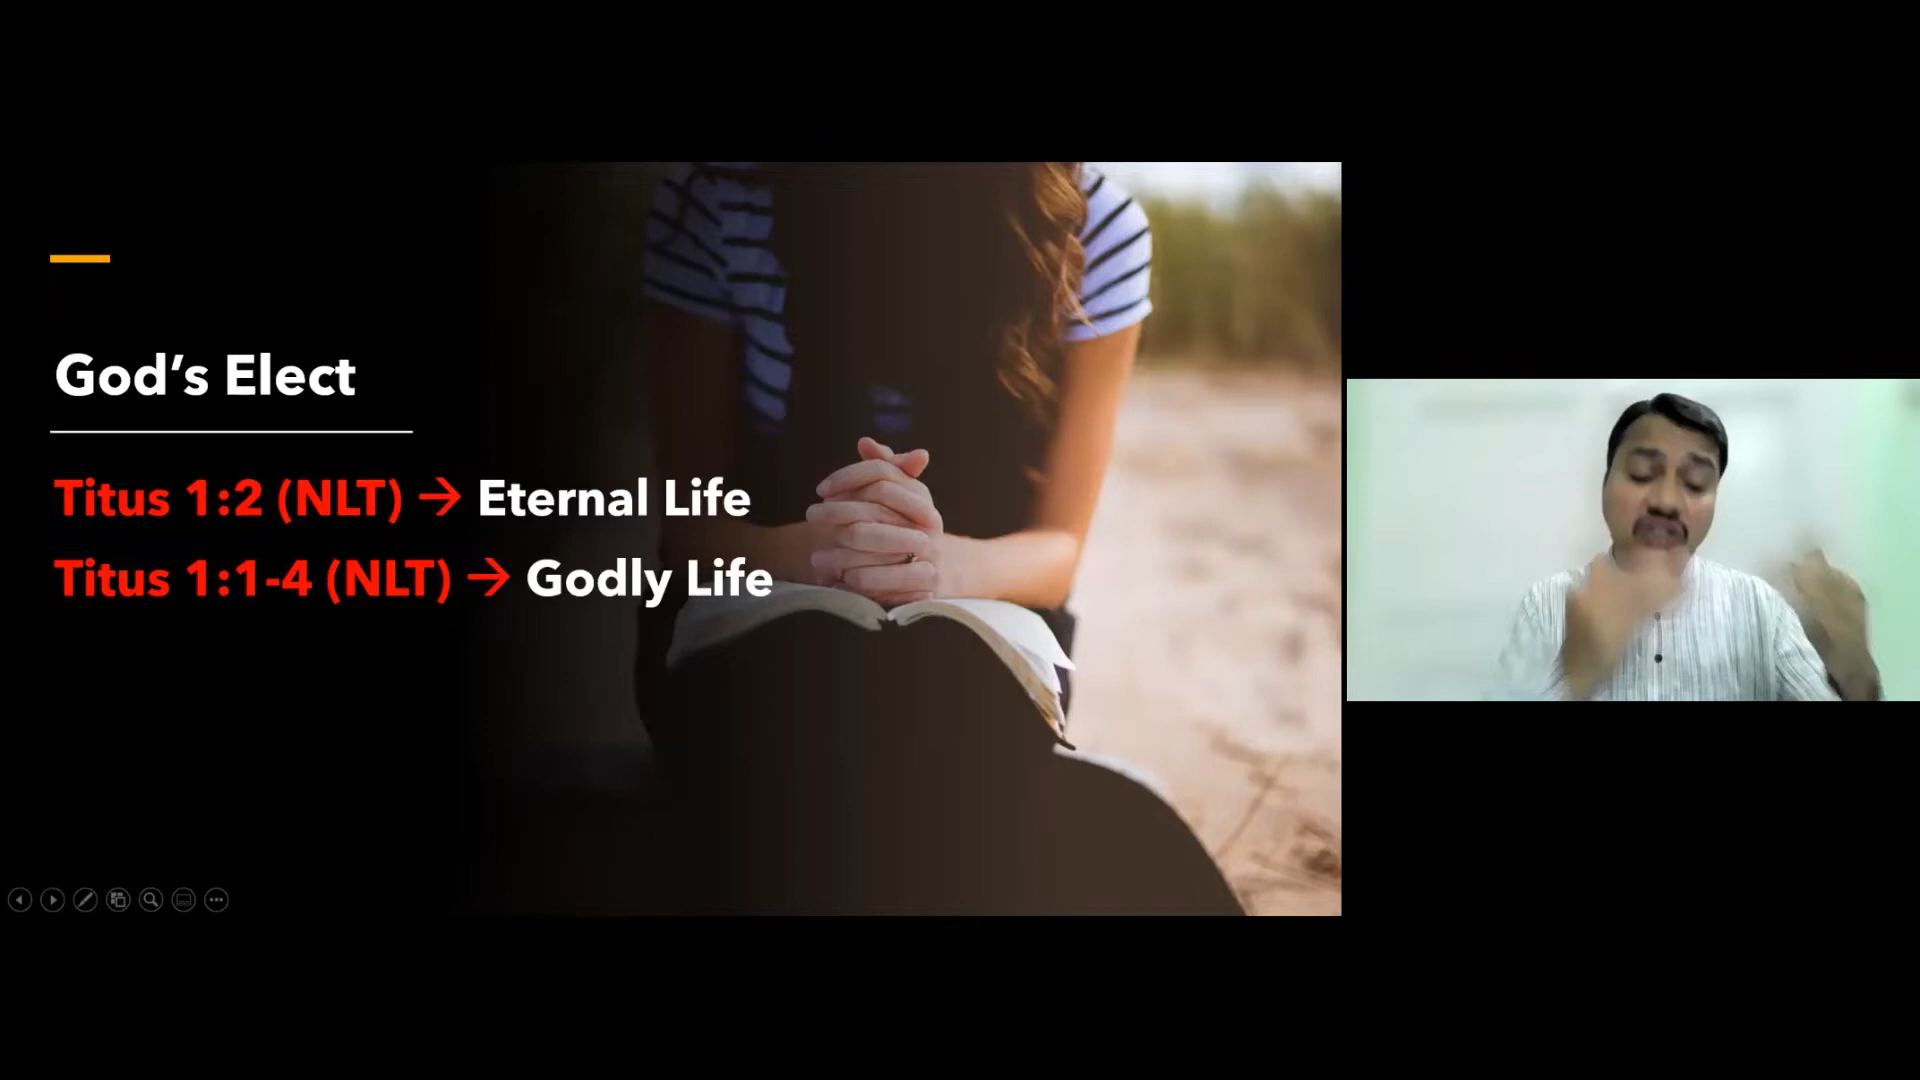 God’s Elect
Titus 1:2 (NLT) → Eternal Life
Titus 1:1-4 (NLT) → Godly Life